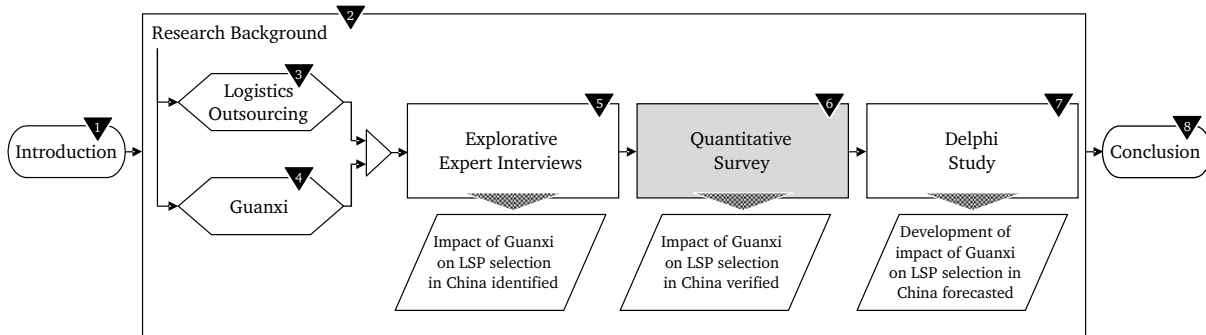 2
Research Background
3
Logistics
Outsourcing
4
Guanxi
1
Introduction
5
Explorative
Expert Interviews
6
Quantitative
Survey
7
Delphi
Study
8
Conclusion
Impact of Guanxi
on LSP selection
in China identified
Impact of Guanxi
on LSP selection
in China verified
Development of
impact of Guanxi
on LSP selection in
China forecasted